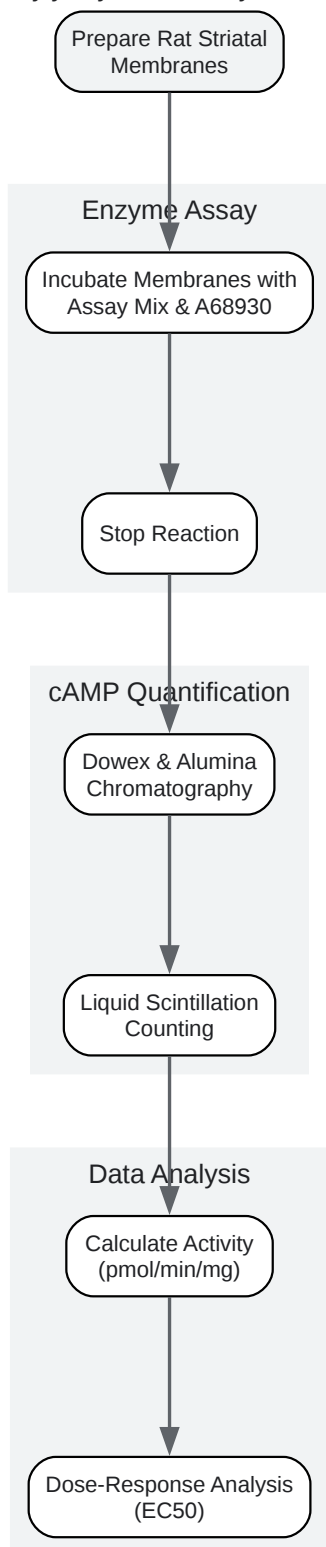 Prepare Rat Striatal
Membranes
Enzyme Assay
Incubate Membranes with
Assay Mix & A68930
Stop Reaction
cAMP Quantification
Dowex & Alumina
Chromatography
Liquid Scintillation
Counting
Data Analysis
Calculate Activity
(pmol/min/mg)
Dose-Response Analysis
(EC50)